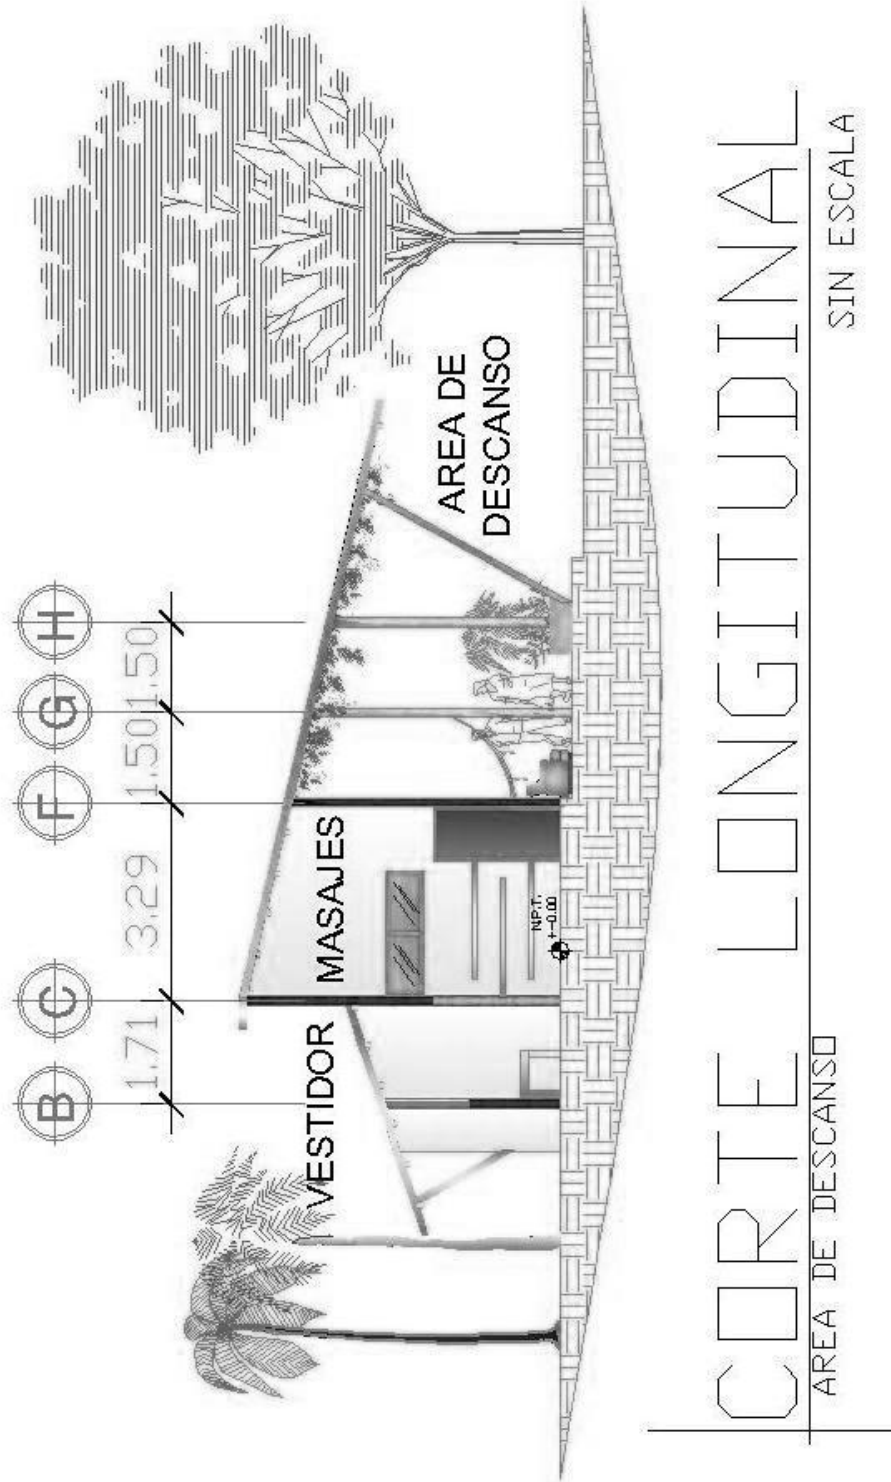 B C F G H
1.71 3.29 1.50 1.50
VESTIDOR
MASAJES
AREA DE
DESCANSO
N.P.T.
+-0.00
CORTE LONGITUDINAL
AREA DE DESCANSO
SIN ESCALA